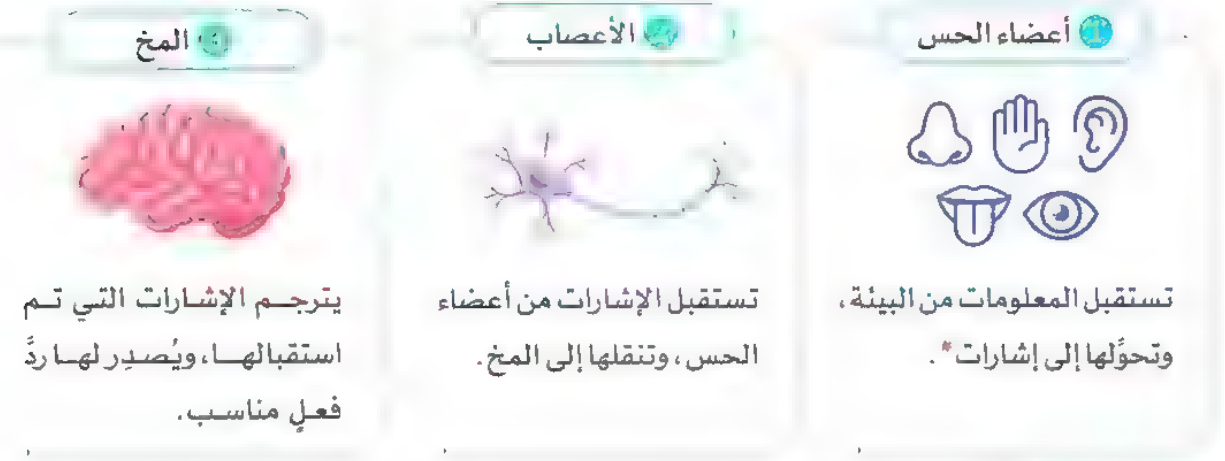 1 أعضاء الحس
تستقبل المعلومات من البيئة،
وتحوِّلها إلى إشارات*.
الأعصاب
تستقبل الإشارات من أعضاء
الحس، وتنقلها إلى المخ.
المخ
يترجم الإشارات التي تم
استقبالها، ويُصدِر لها ردَّ
فعلٍ مناسب.